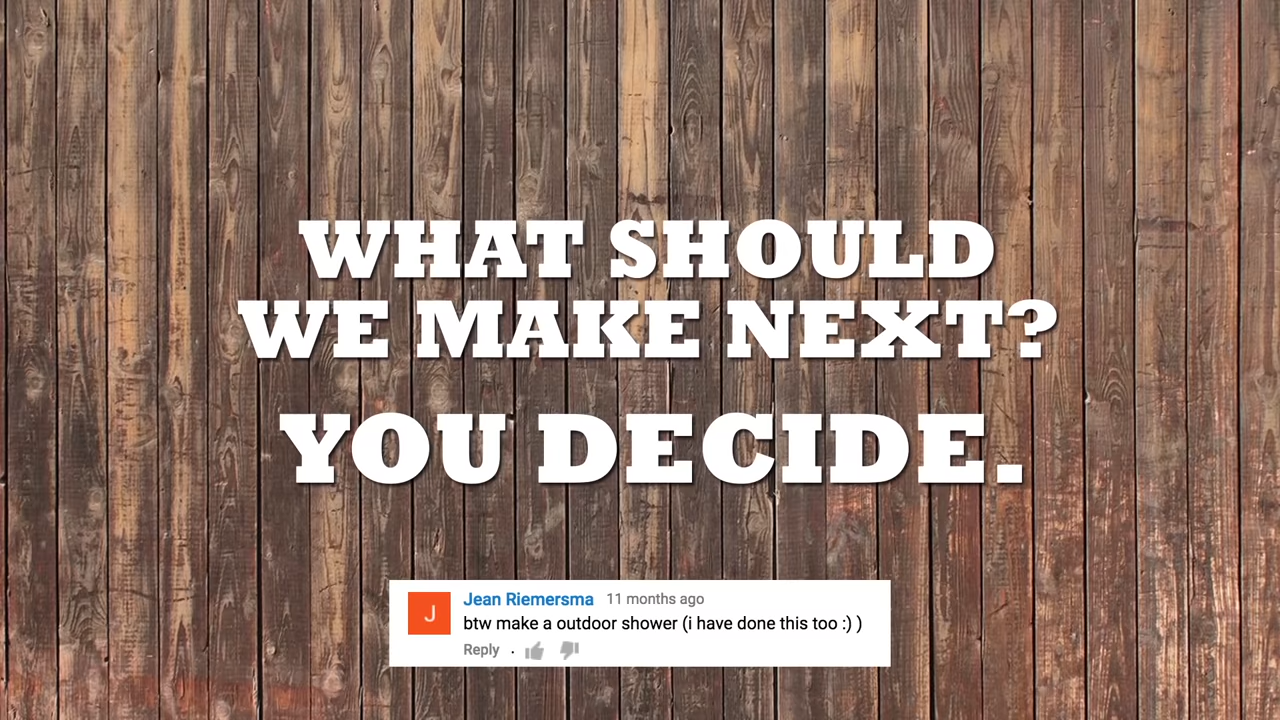 WHAT SHOULD
WE MAKE NEXT?
YOU DECIDE.
J
Jean Riemersma 11 months ago
btw make a outdoor shower (i have done this too :) )
Reply .